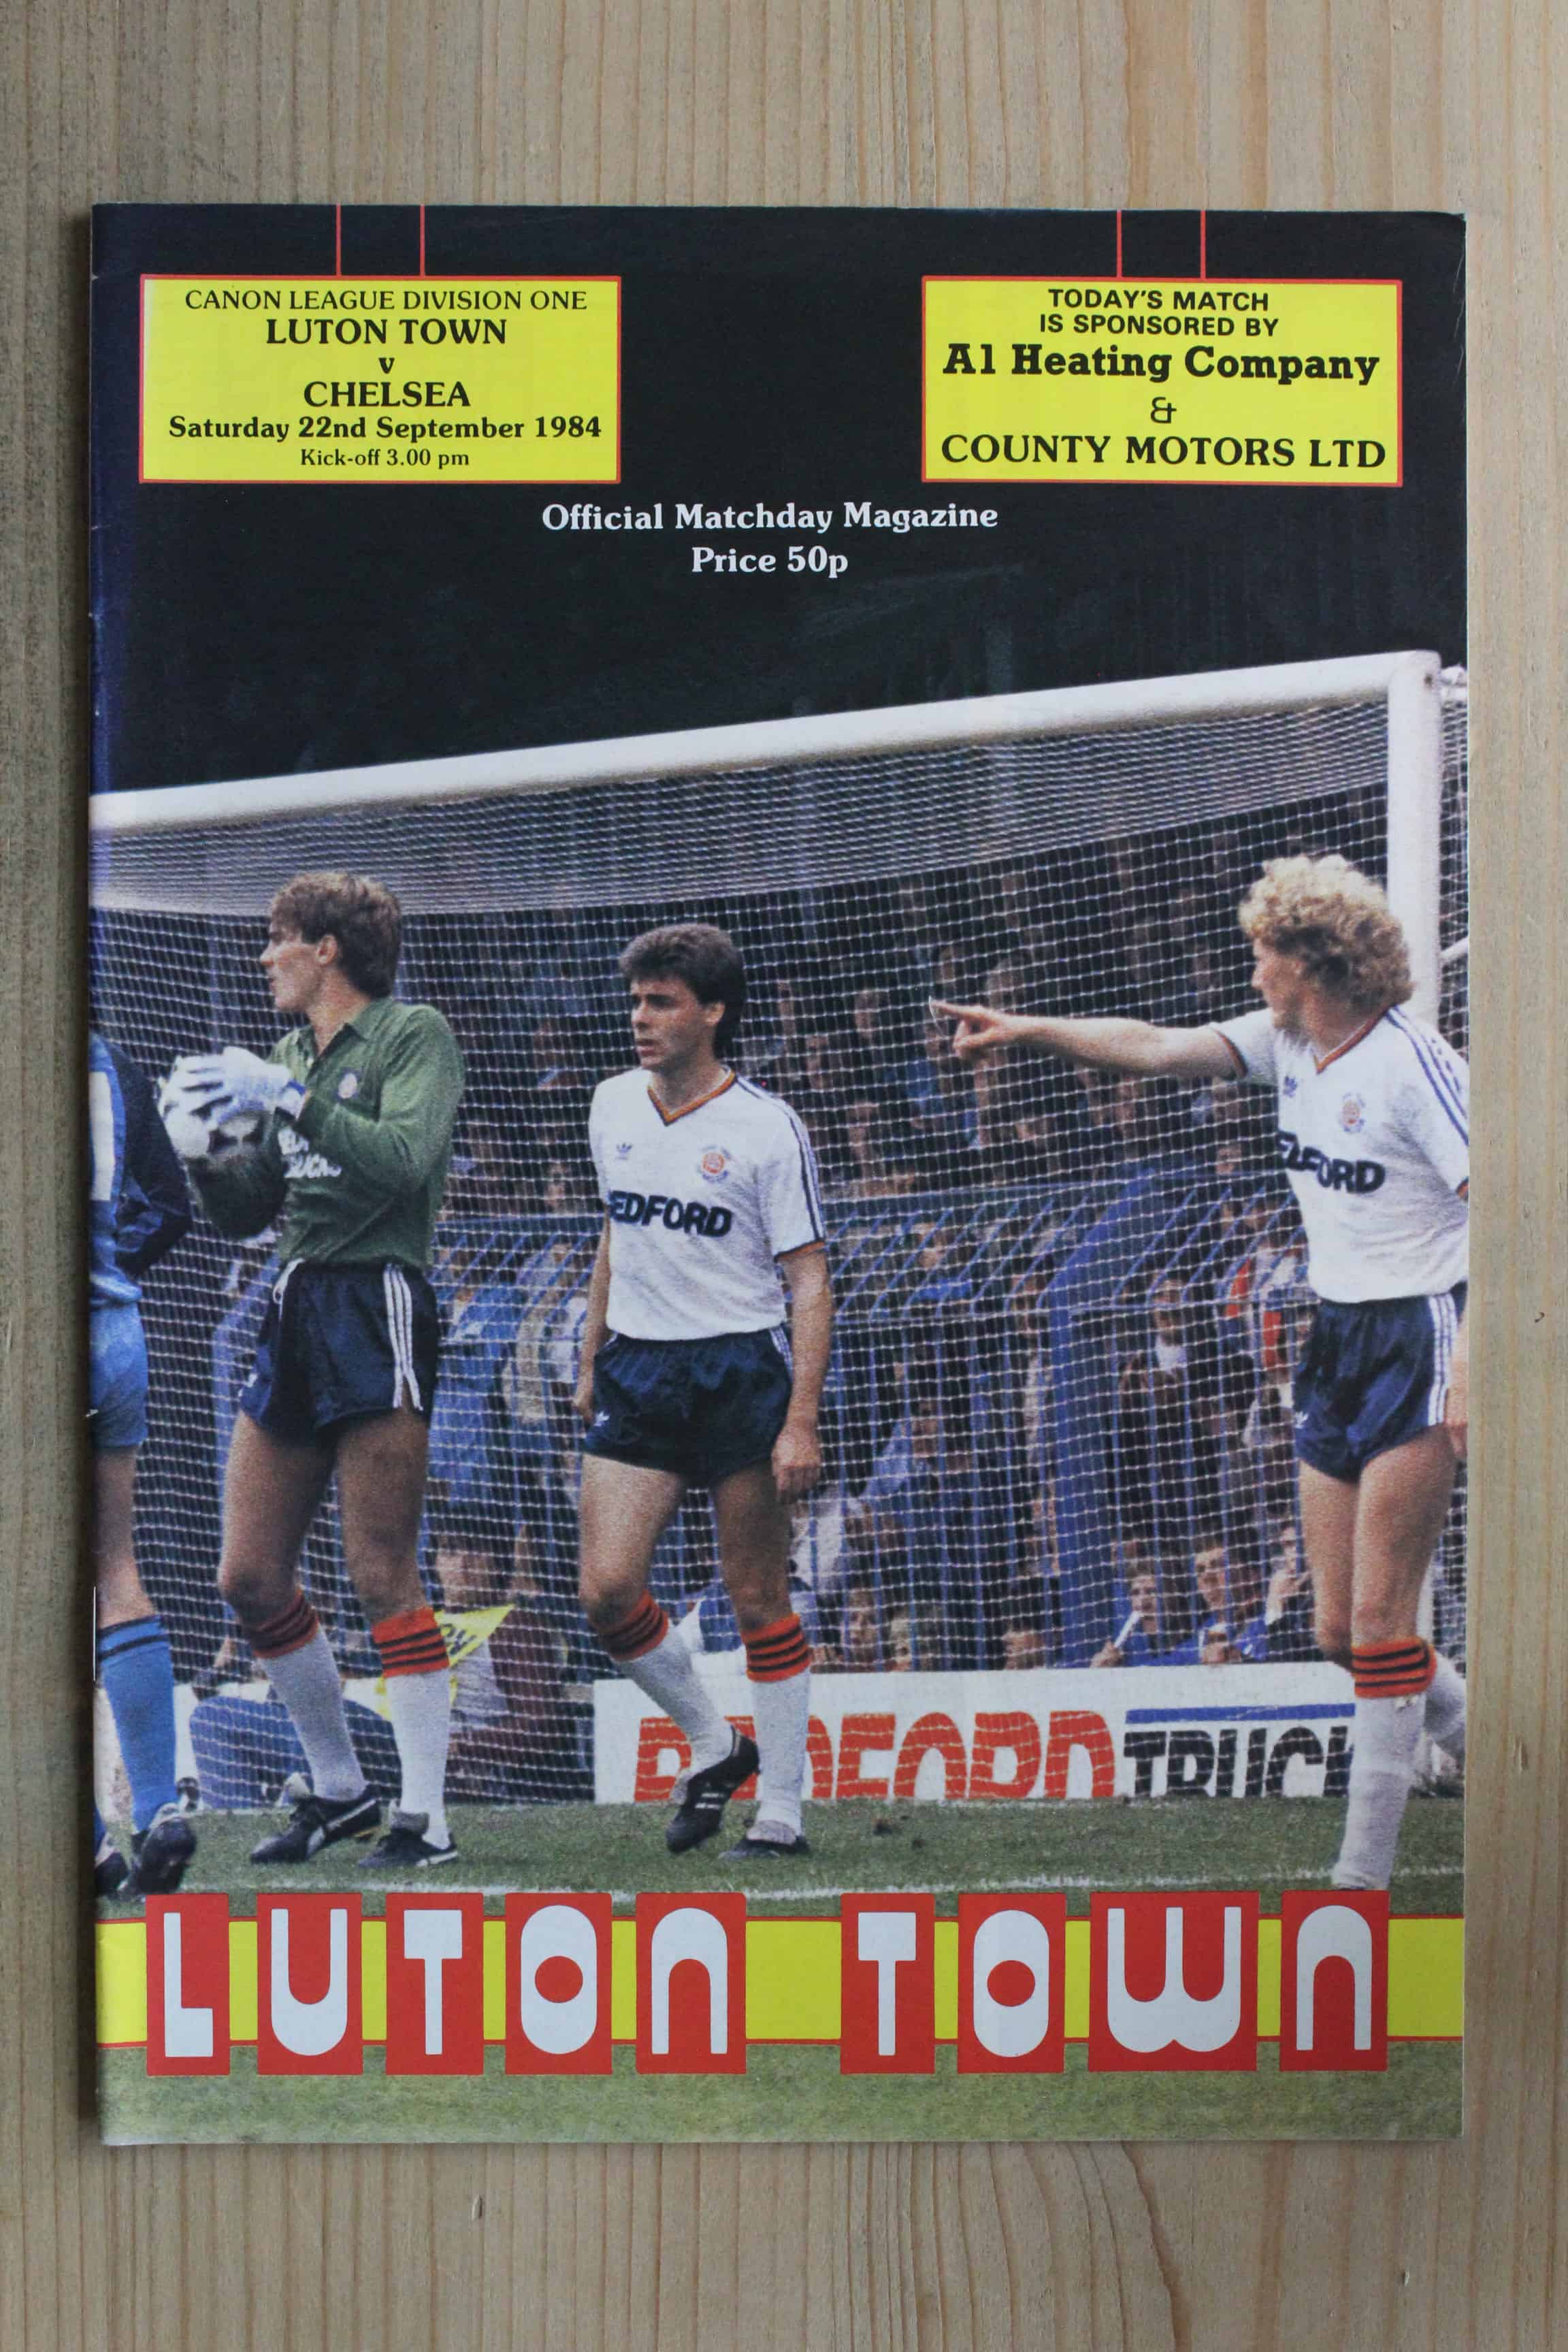 CANON LEAGUE DIVISION ONE
LUTON TOWN
v
CHELSEA
Saturday 22nd September 1984
Kick-off 3.00 pm
TODAY'S MATCH
IS SPONSORED BY
A1 Heating Company
&
COUNTY MOTORS LTD
Official Matchday Magazine
Price 50p
EDFORD
FORD
BEDFORD TRUCK
LUTON TOWN